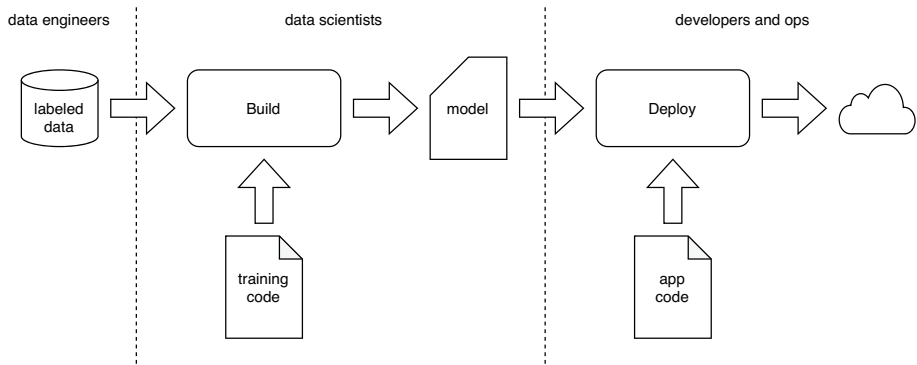 data engineers
data scientists
developers and ops
labeled
data
Build
model
Deploy
training
code
app
code